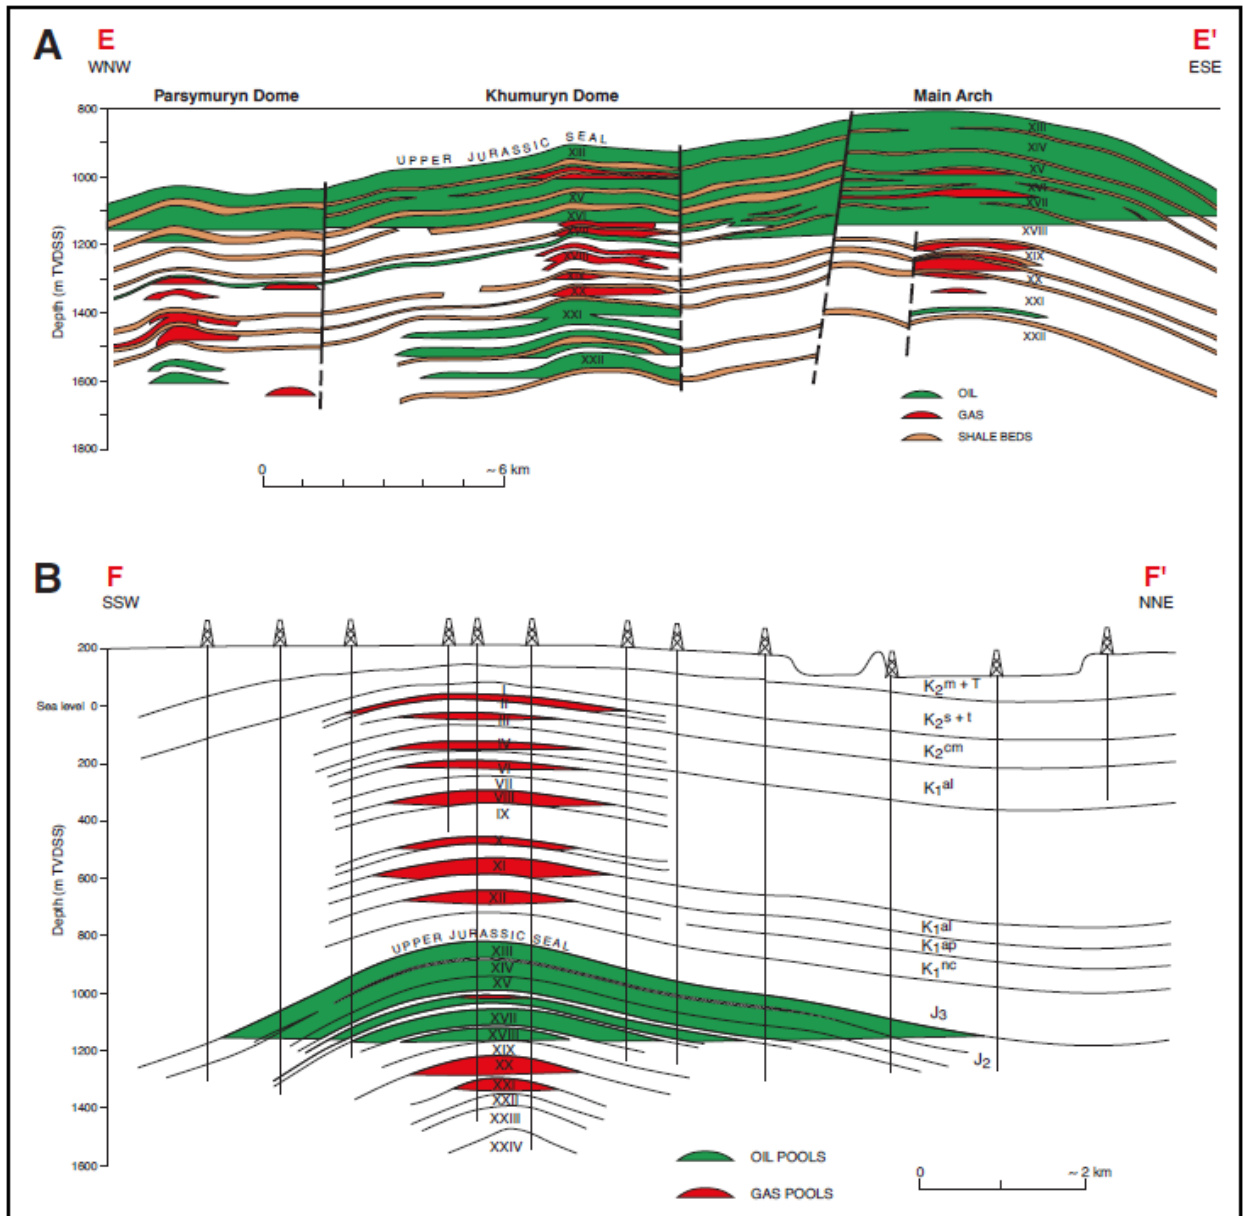 A
E
WNW
E'
ESE
Parsymuryn Dome
Khumuryn Dome
Main Arch
800
1000
1200
1400
1600
1800
Depth (m TVDSS)
UPPER JURASSIC SEAL
XIII
XV
XVI
XVII
XVIII
XIX
XX
XXI
XXII
XIII
XIV
XV
XVI
XVII
XVIII
XIX
XX
XXI
XXII
OIL
GAS
SHALE BEDS
0
~ 6 km
B
F
SSW
F'
NNE
200
Sea level 0
200
400
600
800
1000
1200
1400
1600
Depth (m TVDSS)
I
II
III
IV
VI
VII
VIII
IX
X
XI
XII
UPPER JURASSIC SEAL
XIII
XIV
XV
XVII
XVIII
XIX
XX
XXI
XXII
XXIII
XXIV
K2m + T
K2s + t
K2cm
K1al
K1al
K1ap
K1nc
J3
J2
OIL POOLS
GAS POOLS
0
~ 2 km